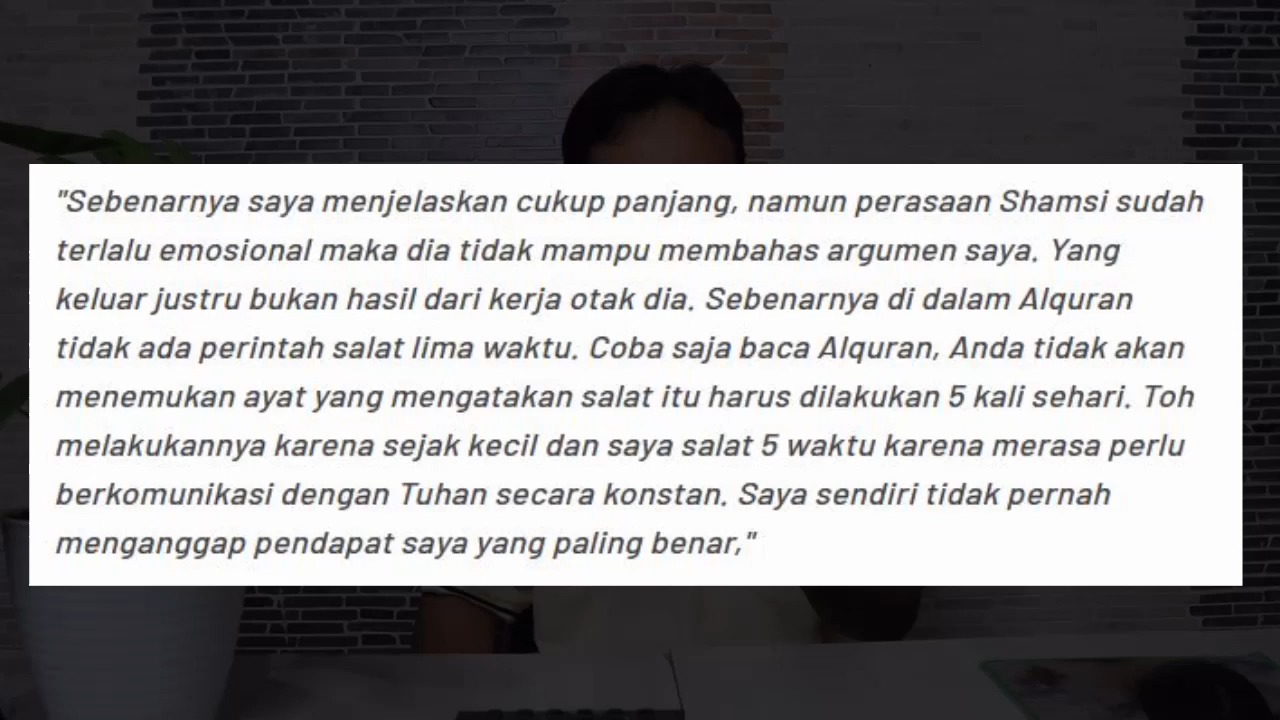 "Sebenarnya saya menjelaskan cukup panjang, namun perasaan Shamsi sudah
terlalu emosional maka dia tidak mampu membahas argumen saya. Yang
keluar justru bukan hasil dari kerja otak dia. Sebenarnya di dalam Alquran
tidak ada perintah salat lima waktu. Coba saja baca Alquran, Anda tidak akan
menemukan ayat yang mengatakan salat itu harus dilakukan 5 kali sehari. Toh
melakukannya karena sejak kecil dan saya salat 5 waktu karena merasa perlu
berkomunikasi dengan Tuhan secara konstan. Saya sendiri tidak pernah
menganggap pendapat saya yang paling benar,"